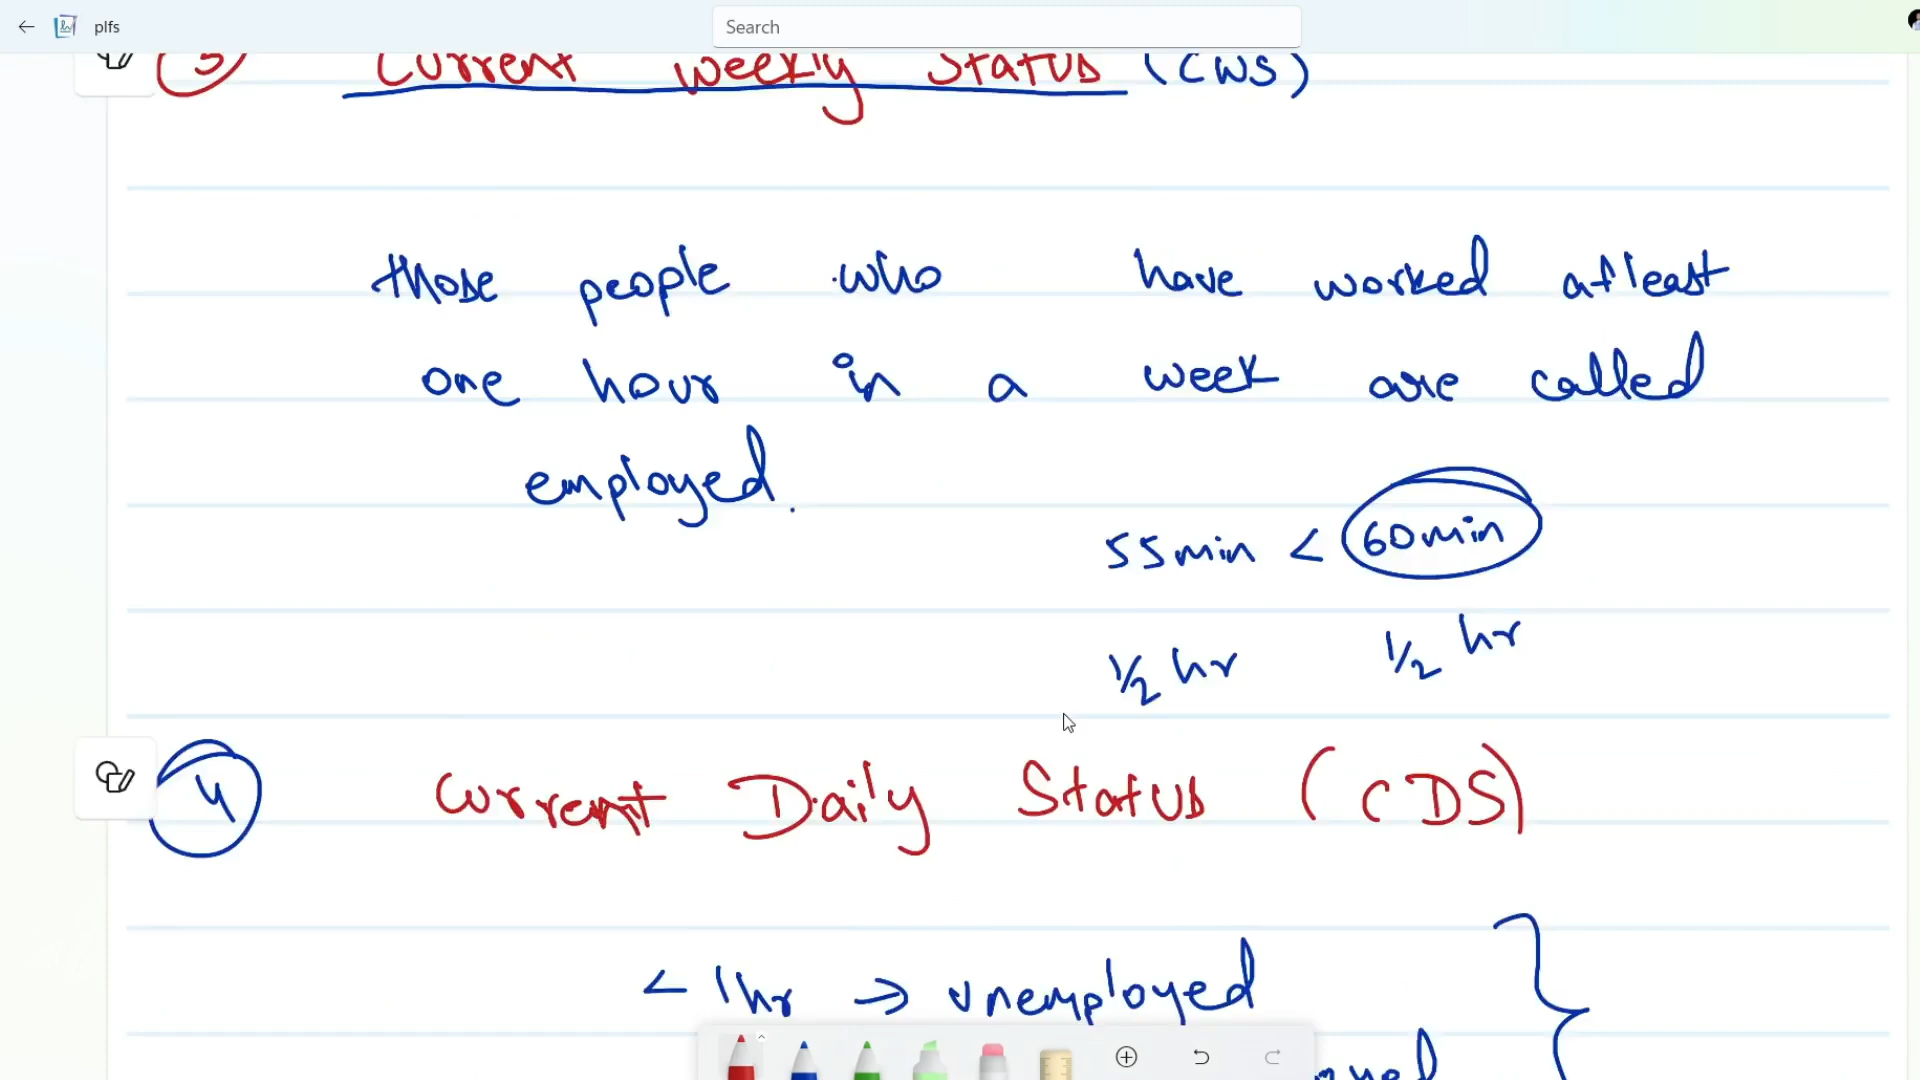 plfs
Search
3 Current weekly Status (CWS)
those people who have worked atleast
one hour in a week are called
employed.
55min < 60min
1/2 hr 1/2 hr
4 Current Daily Status (CDS)
< 1hr → unemployed